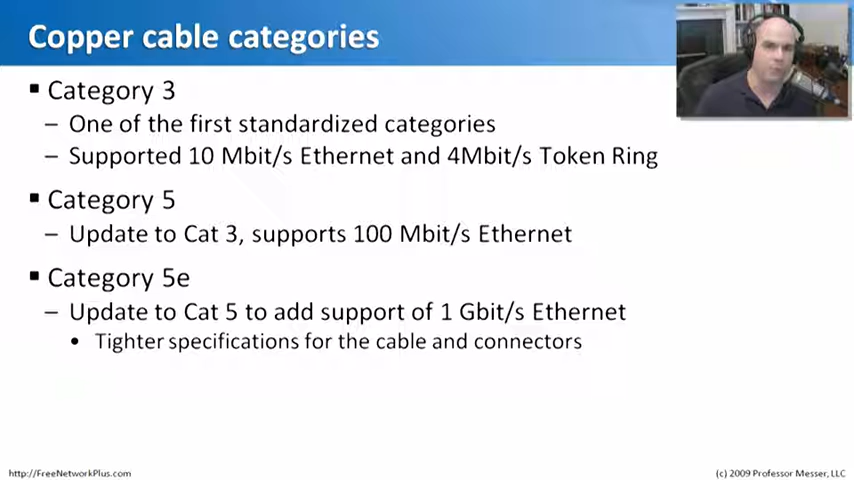 Copper cable categories
▪ Category 3
– One of the first standardized categories
– Supported 10 Mbit/s Ethernet and 4Mbit/s Token Ring
▪ Category 5
– Update to Cat 3, supports 100 Mbit/s Ethernet
▪ Category 5e
– Update to Cat 5 to add support of 1 Gbit/s Ethernet
• Tighter specifications for the cable and connectors
http://FreeNetworkPlus.com
(c) 2009 Professor Messer, LLC